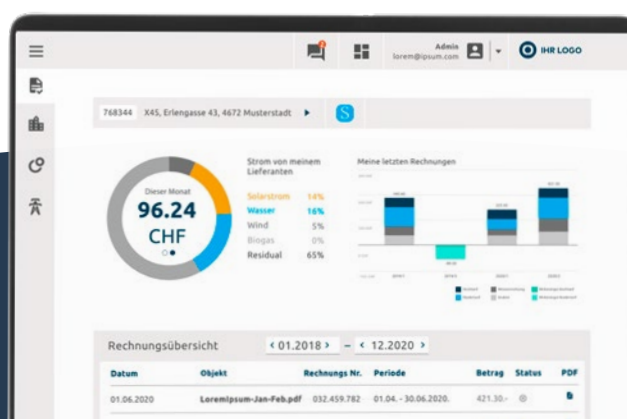 2
Admin
lorem@ipsum.com
IHR LOGO
768344 X45, Erlengasse 43, 4672 Musterstadt
S
Strom von meinem
Lieferanten
Meine letzten Rechnungen
Dieser Monat
96.24
CHF
Solarstrom 14%
Wasser 16%
Wind 5%
Biogas 0%
Residual 65%
Rechnungsübersicht
01.2018 – 12.2020
Datum Objekt Rechnungs Nr. Periode Betrag Status PDF
01.06.2020 LoremIpsum-Jan-Feb.pdf 032.459.782 01.04. - 30.06.2020. 421.30.-